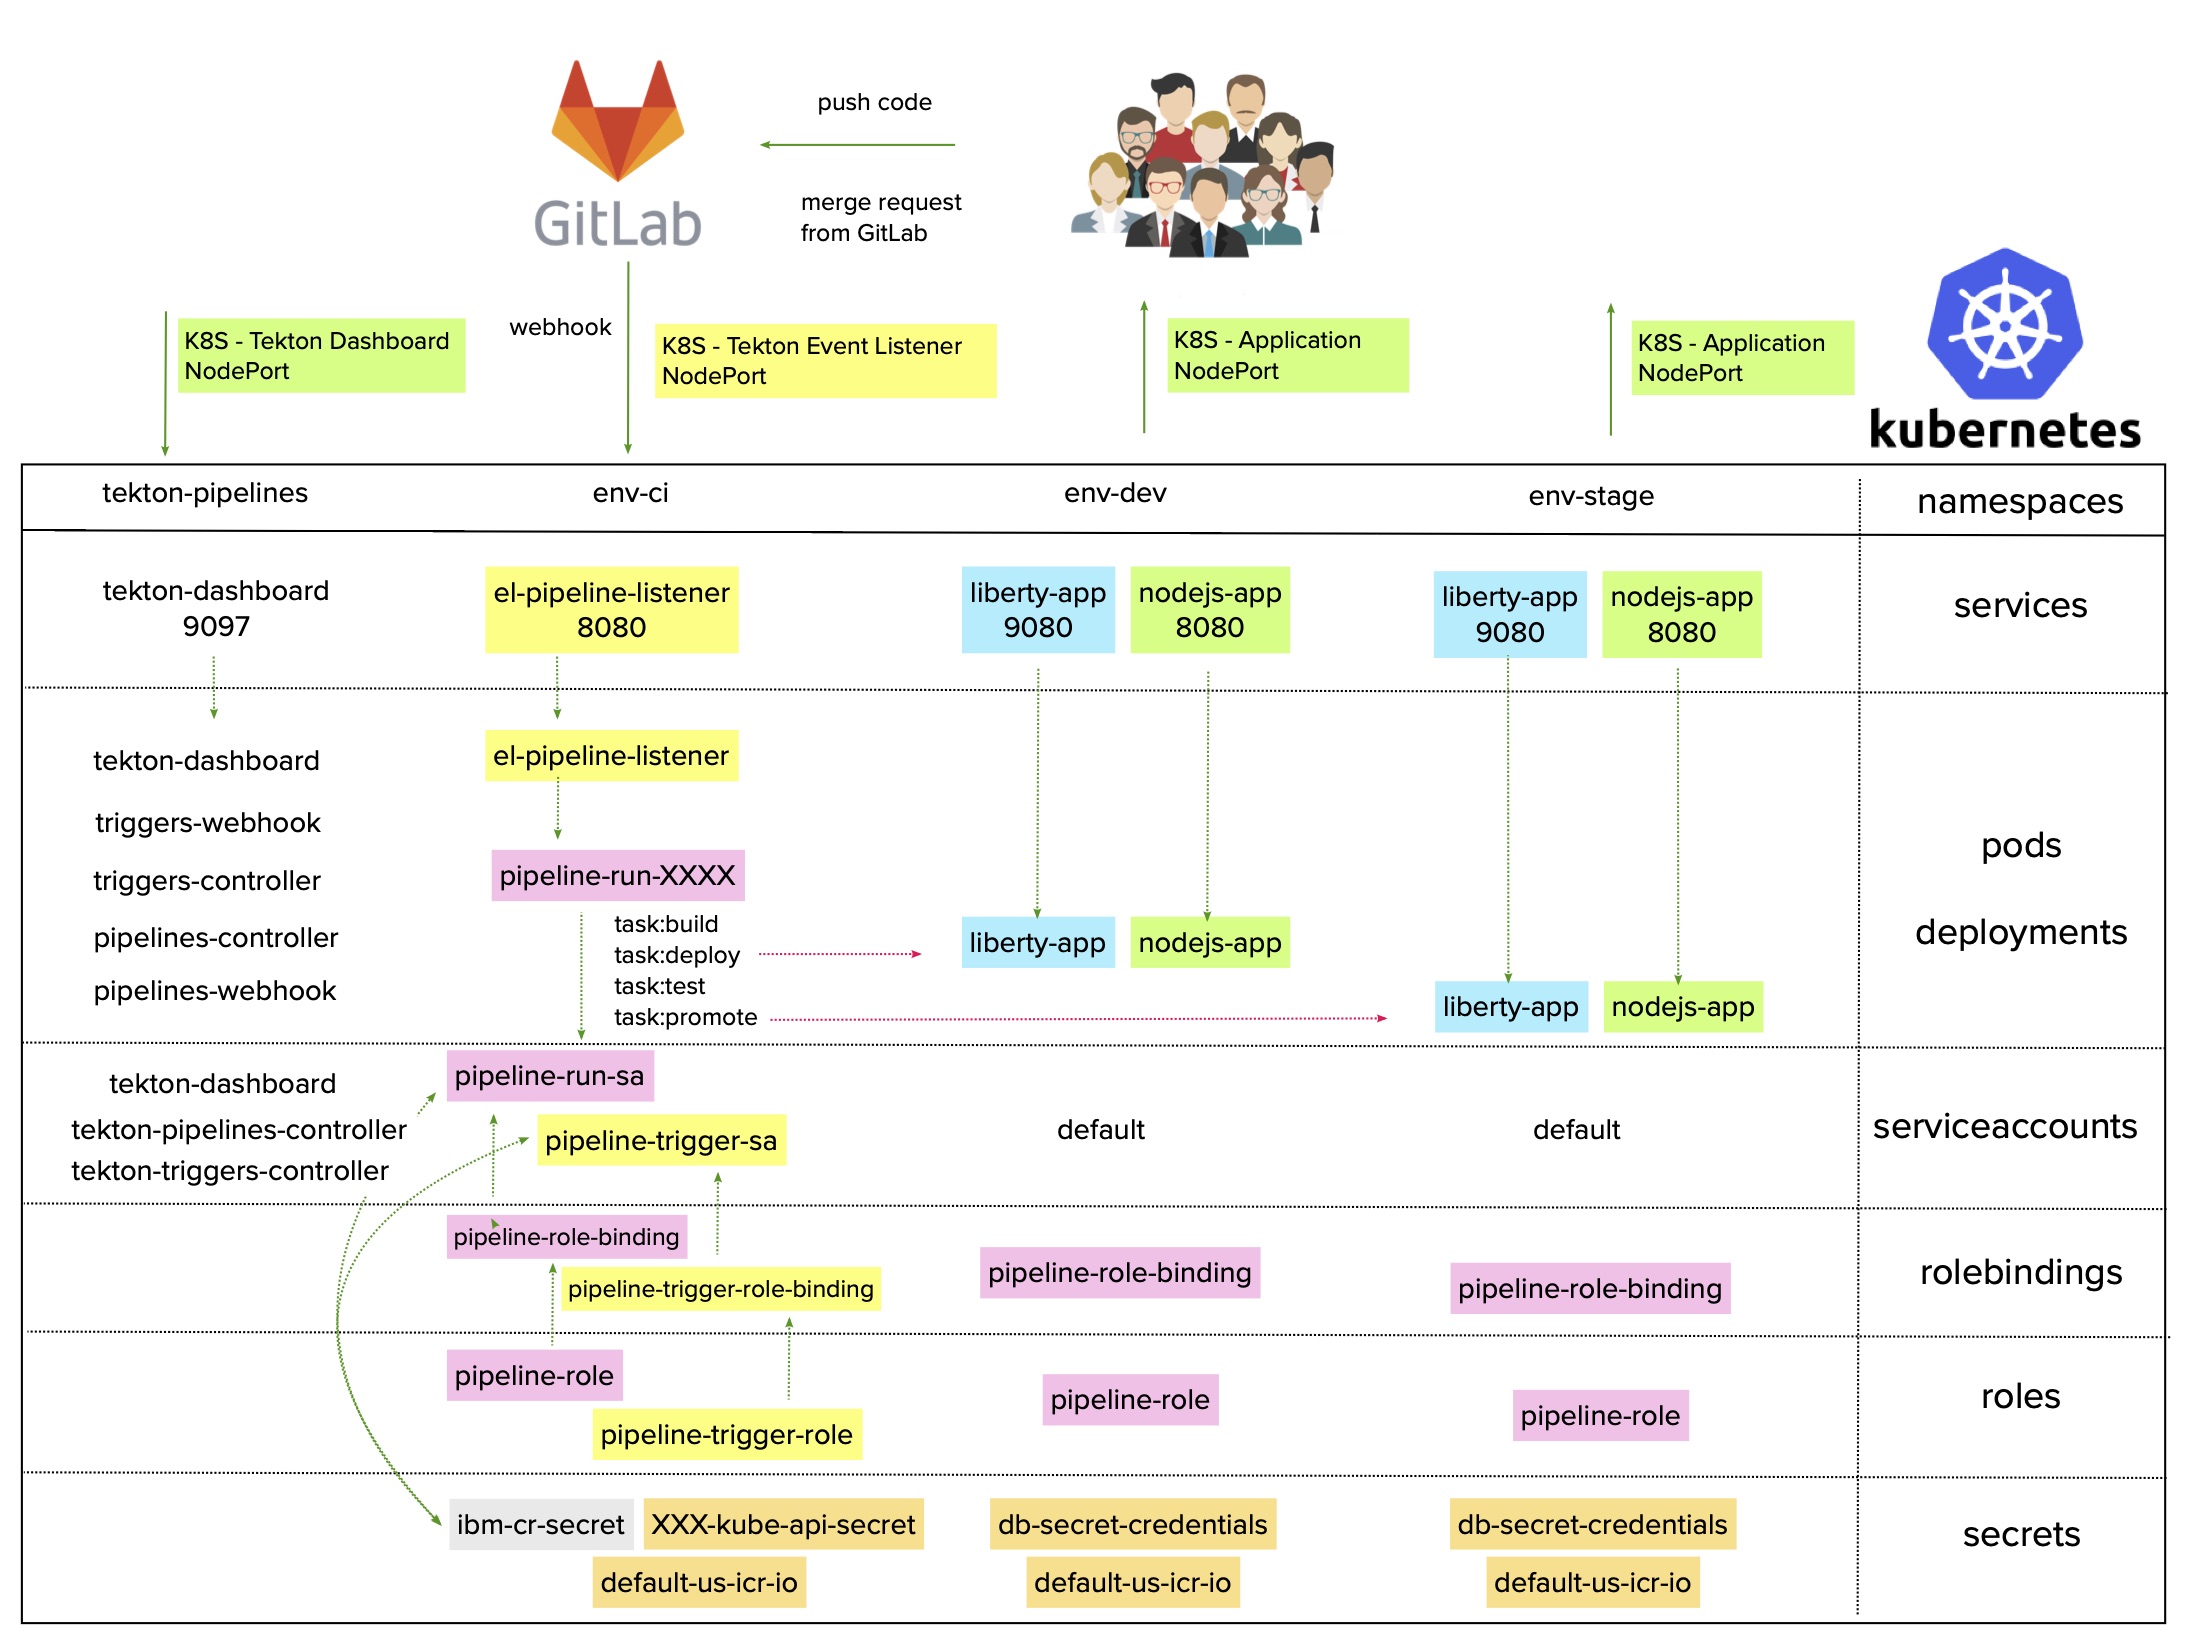 push code
merge request
from GitLab
GitLab
webhook
K8S - Tekton Dashboard
NodePort
K8S - Tekton Event Listener
NodePort
K8S - Application
NodePort
K8S - Application
NodePort
kubernetes
tekton-pipelines
env-ci
env-dev
env-stage
namespaces
tekton-dashboard
9097
el-pipeline-listener
8080
liberty-app
9080
nodejs-app
8080
liberty-app
9080
nodejs-app
8080
services
tekton-dashboard
triggers-webhook
triggers-controller
pipelines-controller
pipelines-webhook
el-pipeline-listener
pipeline-run-XXXX
task:build
task:deploy
task:test
task:promote
liberty-app
nodejs-app
liberty-app
nodejs-app
pods
deployments
tekton-dashboard
tekton-pipelines-controller
tekton-triggers-controller
pipeline-run-sa
pipeline-trigger-sa
default
default
serviceaccounts
pipeline-role-binding
pipeline-trigger-role-binding
pipeline-role-binding
pipeline-role-binding
rolebindings
pipeline-role
pipeline-trigger-role
pipeline-role
pipeline-role
roles
ibm-cr-secret
XXX-kube-api-secret
default-us-icr-io
db-secret-credentials
default-us-icr-io
db-secret-credentials
default-us-icr-io
secrets